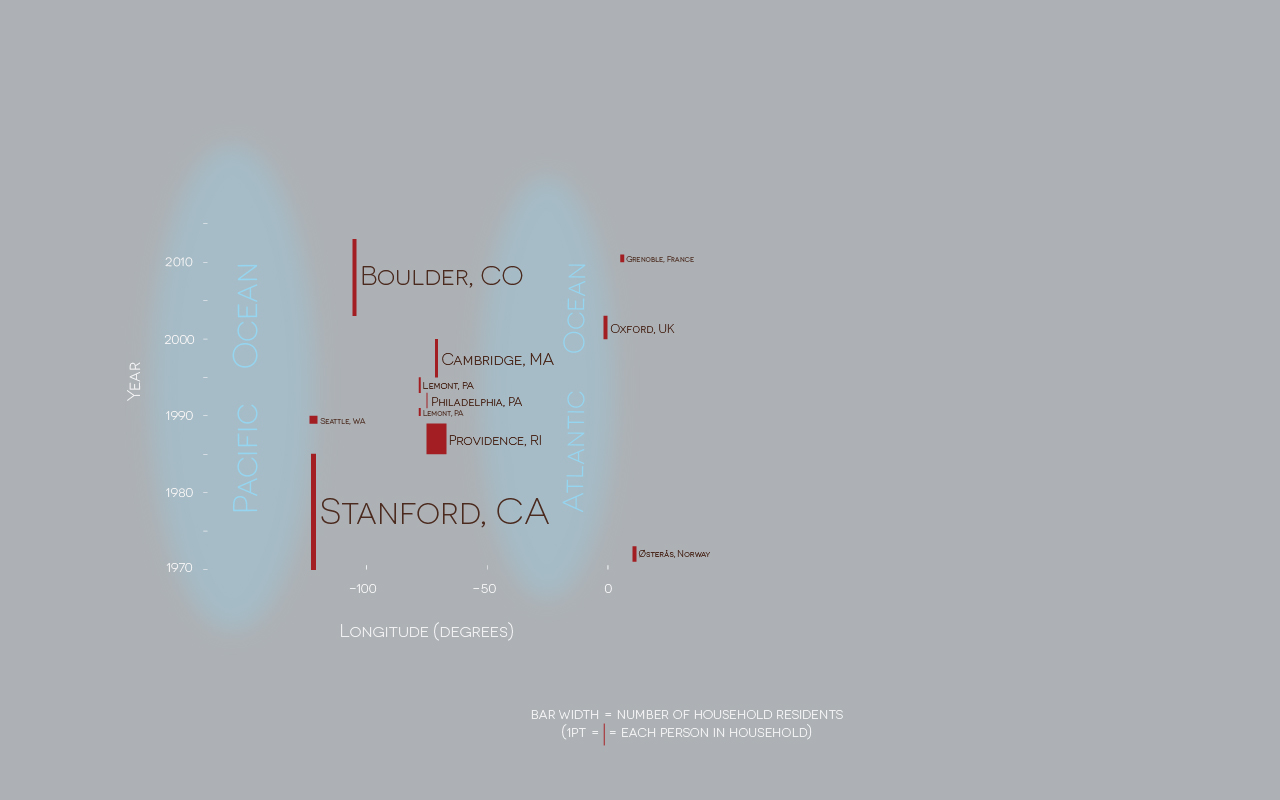 2010
2000
1990
1980
1970
Year
Pacific Ocean
Atlantic Ocean
Boulder, CO
Grenoble, France
Oxford, UK
Cambridge, MA
Lemont, PA
Philadelphia, PA
Lemont, PA
Seattle, WA
Providence, RI
Stanford, CA
Østerås, Norway
−100 −50 0
Longitude (degrees)
BAR WIDTH = NUMBER OF HOUSEHOLD RESIDENTS
(1PT = | = EACH PERSON IN HOUSEHOLD)